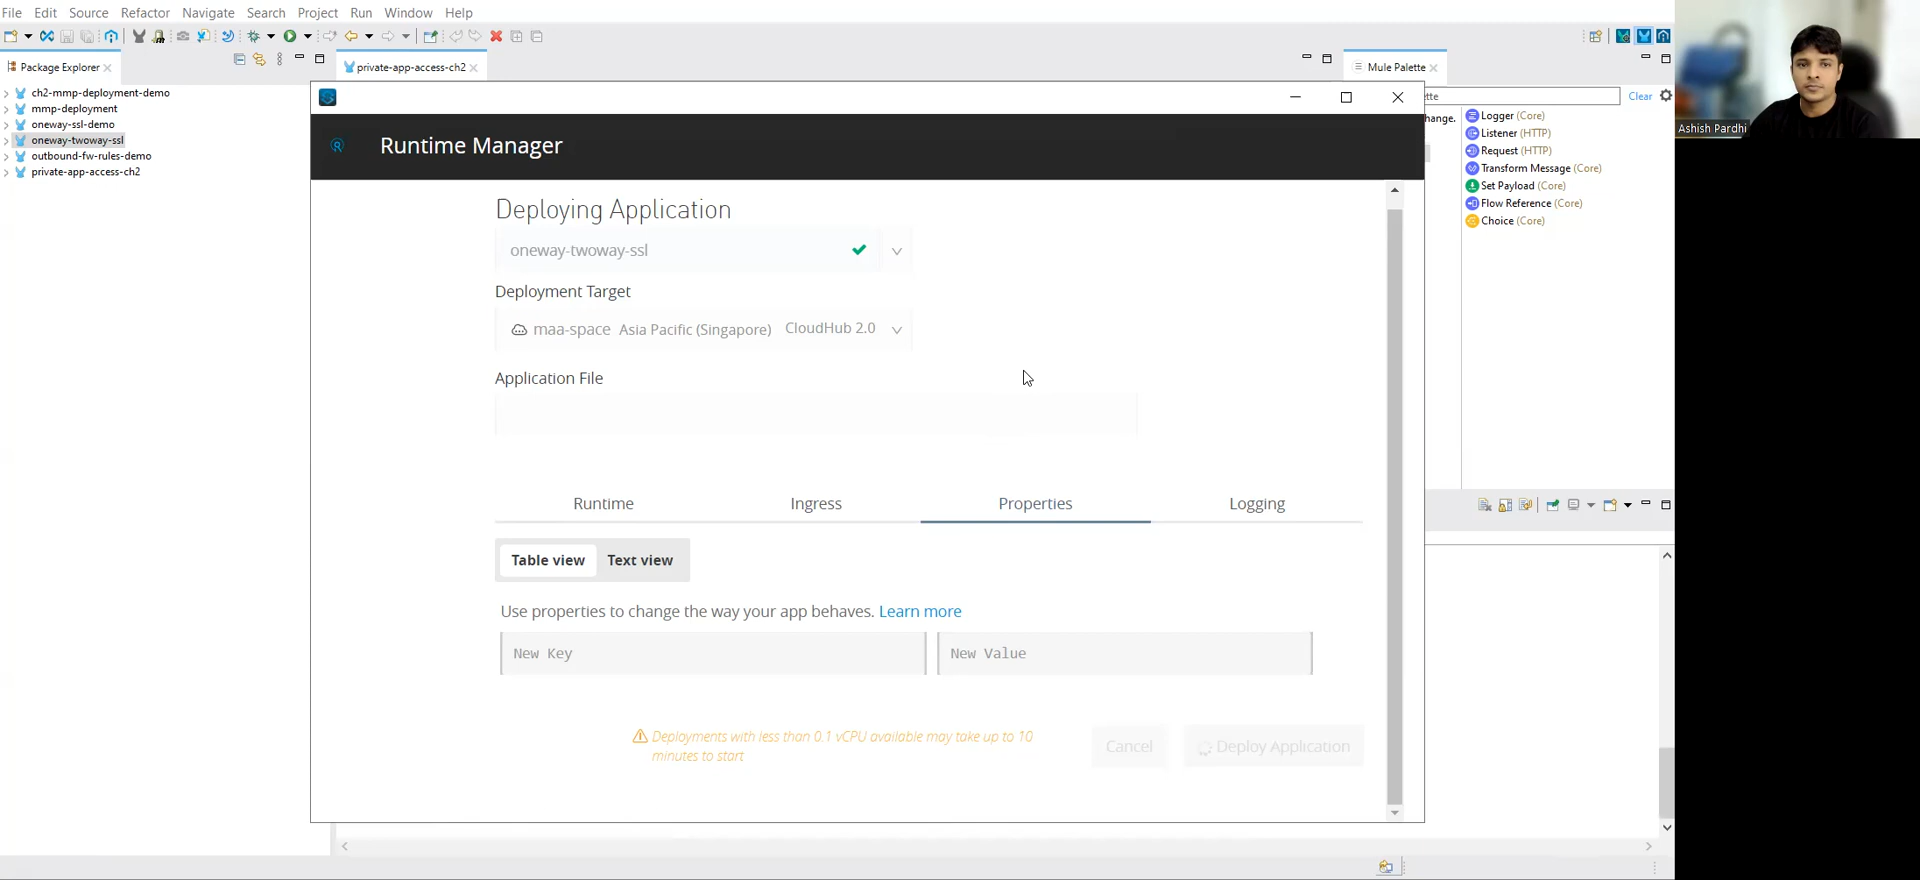 File Edit Source Refactor Navigate Search Project Run Window Help
Package Explorer
private-app-access-ch2
Mule Palette
Ashish Pardhi
ch2-mmp-deployment-demo
mmp-deployment
oneway-ssl-demo
oneway-twoway-ssl
outbound-fw-rules-demo
private-app-access-ch2
ette
Clear
hange.
Logger (Core)
Listener (HTTP)
Request (HTTP)
Transform Message (Core)
Set Payload (Core)
Flow Reference (Core)
Choice (Core)
Runtime Manager
Deploying Application
oneway-twoway-ssl
Deployment Target
maa-space Asia Pacific (Singapore) CloudHub 2.0
Application File
Runtime Ingress Properties Logging
Table view Text view
Use properties to change the way your app behaves. Learn more
New Key New Value
Deployments with less than 0.1 vCPU available may take up to 10
minutes to start
Cancel Deploy Application